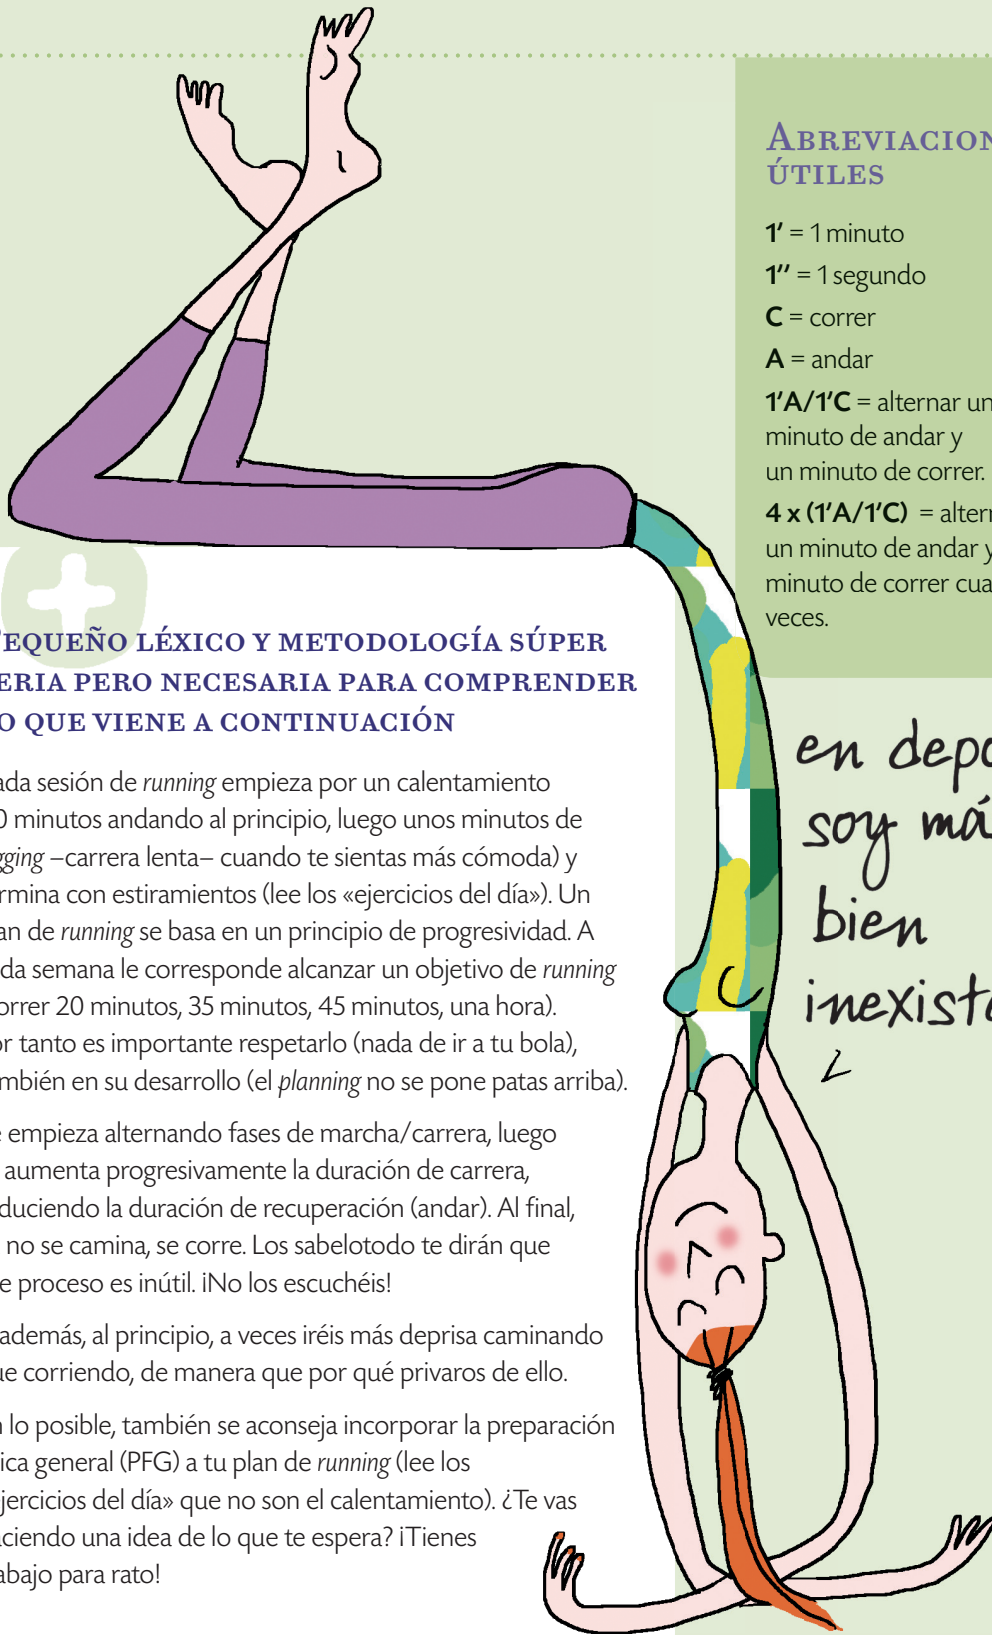 PEQUEÑO LÉXICO Y METODOLOGÍA SÚPER
ERIA PERO NECESARIA PARA COMPRENDER
O QUE VIENE A CONTINUACIÓN
ada sesión de running empieza por un calentamiento
0 minutos andando al principio, luego unos minutos de
gging –carrera lenta– cuando te sientas más cómoda) y
rmina con estiramientos (lee los «ejercicios del día»). Un
an de running se basa en un principio de progresividad. A
da semana le corresponde alcanzar un objetivo de running
orrer 20 minutos, 35 minutos, 45 minutos, una hora).
or tanto es importante respetarlo (nada de ir a tu bola),
mbién en su desarrollo (el planning no se pone patas arriba).
e empieza alternando fases de marcha/carrera, luego
aumenta progresivamente la duración de carrera,
duciendo la duración de recuperación (andar). Al final,
no se camina, se corre. Los sabelotodo te dirán que
e proceso es inútil. ¡No los escuchéis!
además, al principio, a veces iréis más deprisa caminando
ue corriendo, de manera que por qué privaros de ello.
n lo posible, también se aconseja incorporar la preparación
ica general (PFG) a tu plan de running (lee los
jercicios del día» que no son el calentamiento). ¿Te vas
aciendo una idea de lo que te espera? ¡Tienes
abajo para rato!
ABREVIACION
ÚTILES
1' = 1 minuto
1'' = 1 segundo
C = correr
A = andar
1'A/1'C = alternar un
minuto de andar y
un minuto de correr.
4 x (1'A/1'C) = altern
un minuto de andar y
minuto de correr cua
veces.
en depo
soy má
bien
inexist